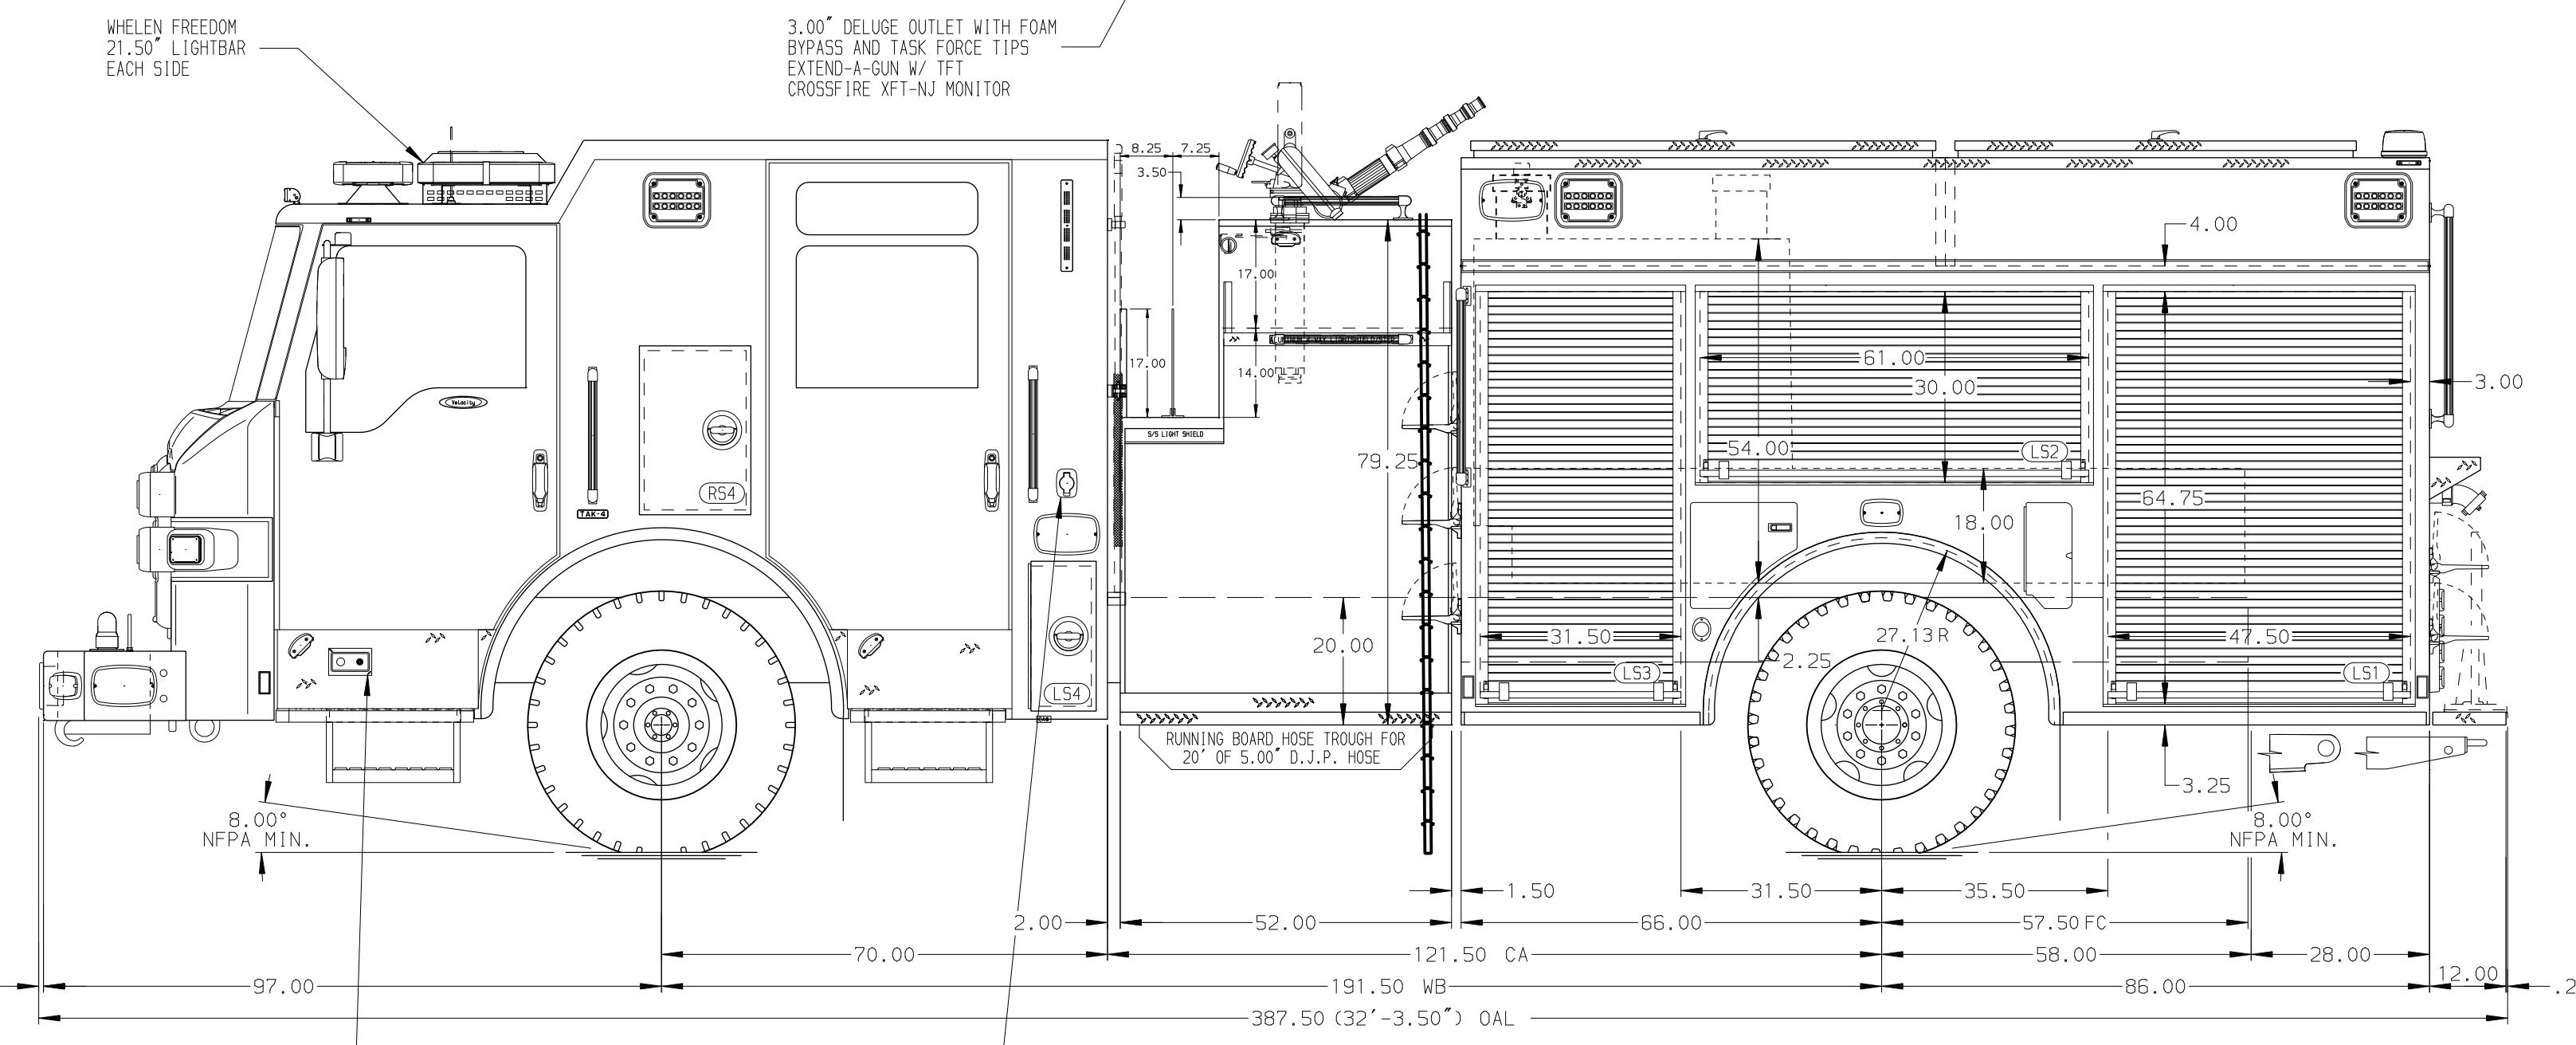 WHELEN FREEDOM
21.50" LIGHTBAR
EACH SIDE
3.00" DELUGE OUTLET WITH FOAM
BYPASS AND TASK FORCE TIPS
EXTEND-A-GUN W/ TFT
CROSSFIRE XFT-NJ MONITOR
8.25
7.25
3.50
4.00
17.00
61.00
30.00
3.00
17.00
14.00
Velocity
S/S LIGHT SHIELD
54.00
LS2
79.25
RS4
64.75
TAK-4
18.00
31.50
27.13 R
47.50
20.00
2.25
LS3
LS1
LS4
RUNNING BOARD HOSE TROUGH FOR
20' OF 5.00" D.J.P. HOSE
3.25
8.00°
NFPA MIN.
8.00°
NFPA MIN.
1.50
31.50
35.50
2.00
52.00
66.00
57.50 FC
70.00
121.50 CA
58.00
28.00
97.00
191.50 WB
86.00
12.00
.2
387.50 (32'-3.50") OAL